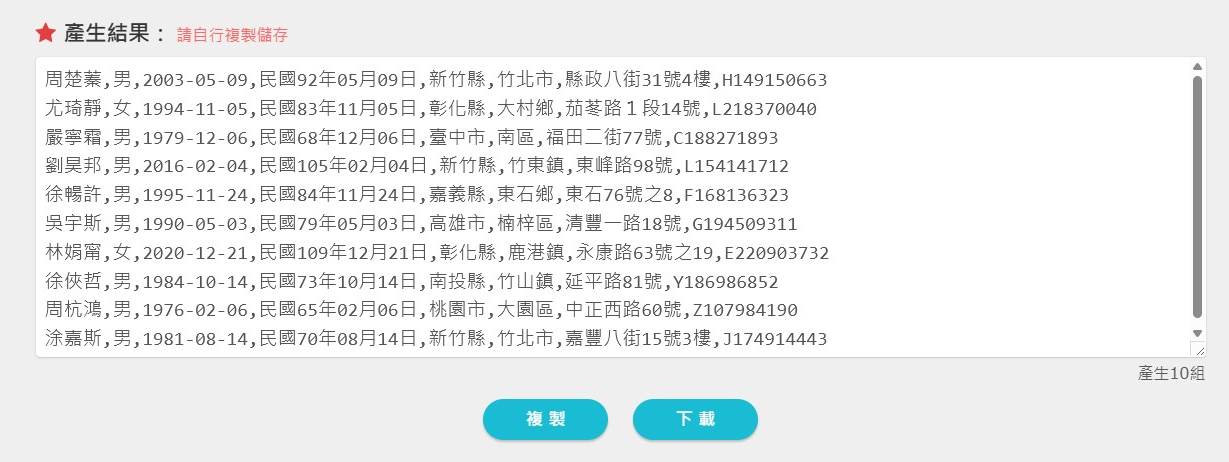 ★ 產生結果： 請自行複製儲存
周楚蓁,男,2003-05-09,民國92年05月09日,新竹縣,竹北市,縣政八街31號4樓,H149150663
尤琦靜,女,1994-11-05,民國83年11月05日,彰化縣,大村鄉,茄苳路１段14號,L218370040
嚴寧霜,男,1979-12-06,民國68年12月06日,臺中市,南區,福田二街77號,C188271893
劉昊邦,男,2016-02-04,民國105年02月04日,新竹縣,竹東鎮,東峰路98號,L154141712
徐暢許,男,1995-11-24,民國84年11月24日,嘉義縣,東石鄉,東石76號之8,F168136323
吳宇斯,男,1990-05-03,民國79年05月03日,高雄市,楠梓區,清豐一路18號,G194509311
林娟甯,女,2020-12-21,民國109年12月21日,彰化縣,鹿港鎮,永康路63號之19,E220903732
徐俠哲,男,1984-10-14,民國73年10月14日,南投縣,竹山鎮,延平路81號,Y186986852
周杭鴻,男,1976-02-06,民國65年02月06日,桃園市,大園區,中正西路60號,Z107984190
涂嘉斯,男,1981-08-14,民國70年08月14日,新竹縣,竹北市,嘉豐八街15號3樓,J174914443
產生10組
複製 下載